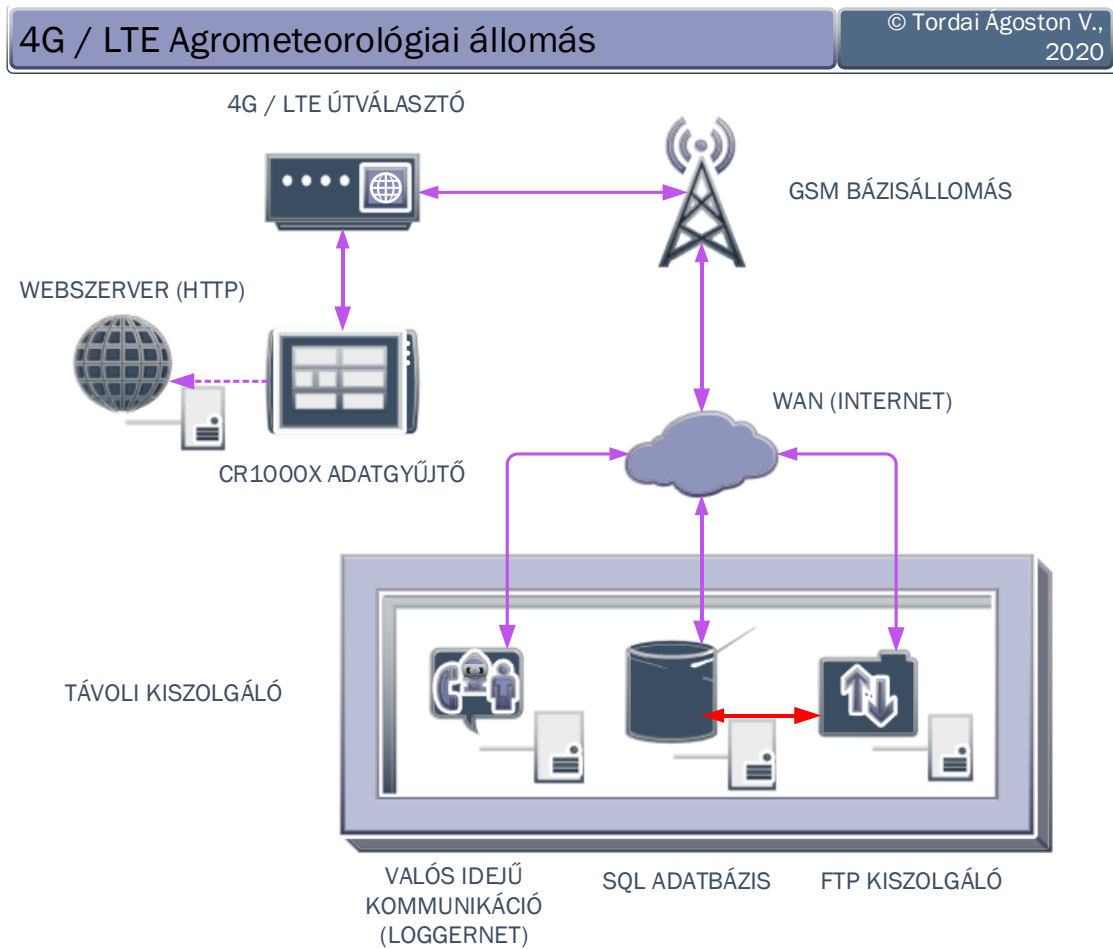 4G / LTE Agrometeorológiai állomás
© Tordai Ágoston V.,
2020
4G / LTE ÚTVÁLASZTÓ
GSM BÁZISÁLLOMÁS
WEBSZERVER (HTTP)
WAN (INTERNET)
CR1000X ADATGYŰJTŐ
TÁVOLI KISZOLGÁLÓ
VALÓS IDEJŰ
KOMMUNIKÁCIÓ
(LOGGERNET)
SQL ADATBÁZIS
FTP KISZOLGÁLÓ